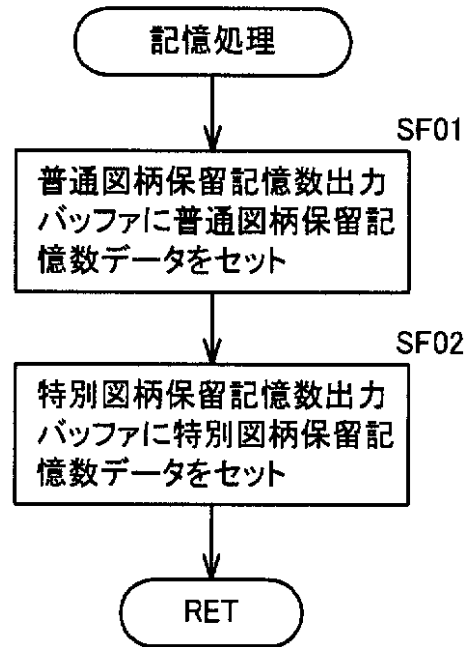 記憶処理
SF01
普通図柄保留記憶数出力
バッファに普通図柄保留記
憶数データをセット
SF02
特別図柄保留記憶数出力
バッファに特別図柄保留記
憶数データをセット
RET